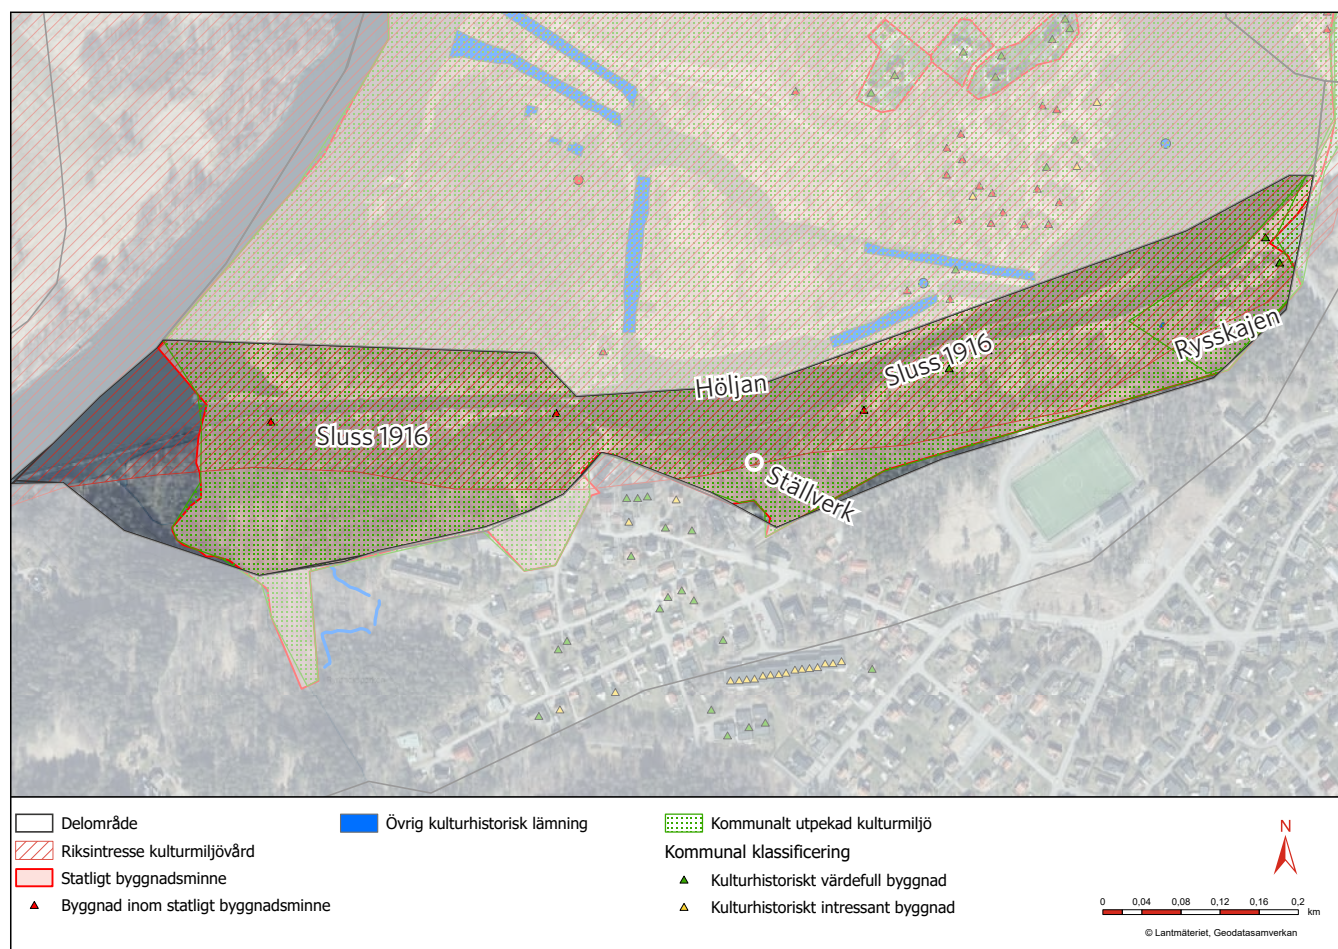 Höljan
Sluss 1916
Rysskajen
Sluss 1916
Ställverk
Delområde
Riksintresse kulturmiljövård
Statligt byggnadsminne
Byggnad inom statligt byggnadsminne
Övrig kulturhistorisk lämning
Kommunalt utpekad kulturmiljö
Kommunal klassificering
Kulturhistoriskt värdefull byggnad
Kulturhistoriskt intressant byggnad
N
0 0,04 0,08 0,12 0,16 0,2
km
© Lantmäteriet, Geodatasamverkan